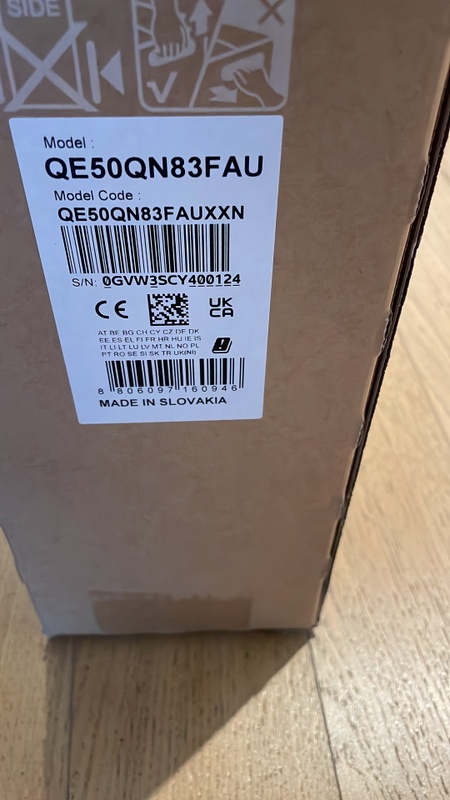 SIDE
Model :
QE50QN83FAU
Model Code :
QE50QN83FAUXXN
S/N: 0GVW3SCY400124
CE
UK
CA
AT BE BG CH CY CZ DE DK
EE ES EL FI FR HR HU IE IS
IT LI LT LU LV MT NL NO PL
PT RO SE SI SK TR UK(NI)
8 806097 160946
MADE IN SLOVAKIA